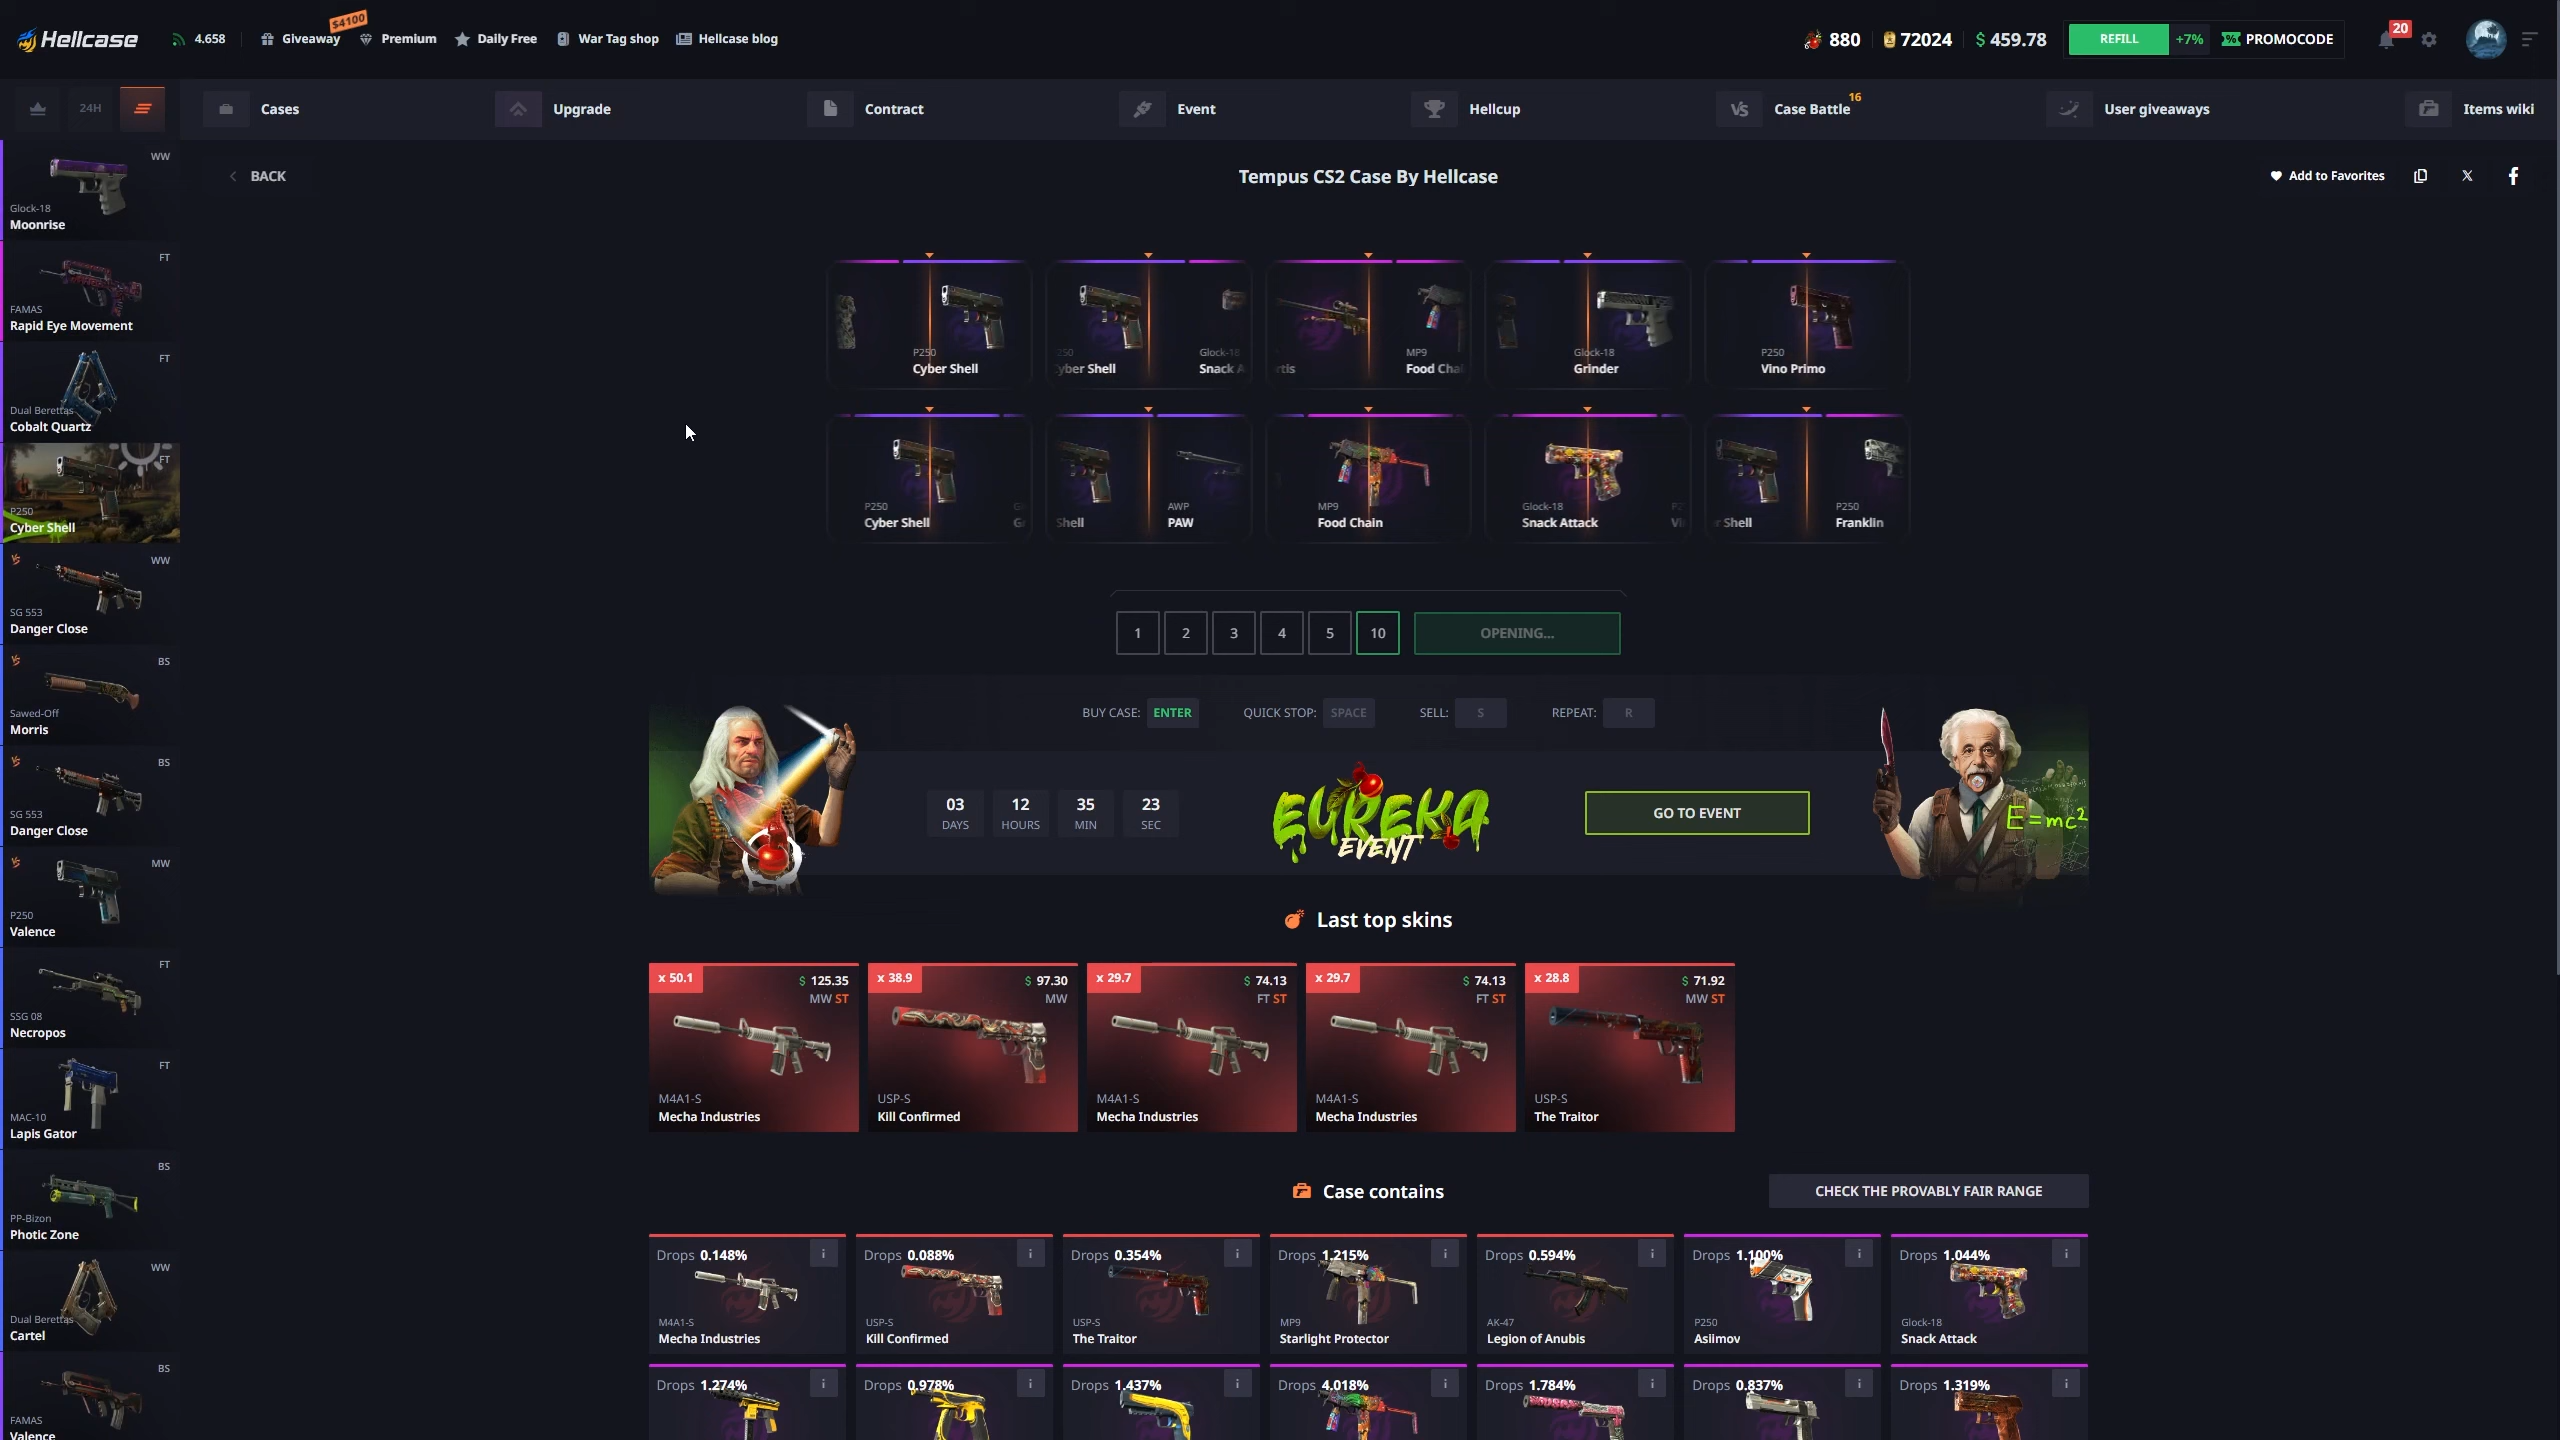 Hellcase
4.658
Giveaway
$4100
Premium
Daily Free
War Tag shop
Hellcase blog
880
72024
$ 459.78
REFILL
+7%
PROMOCODE
20
24H
Cases
Upgrade
Contract
Event
Hellcup
VS
Case Battle
16
User giveaways
Items wiki
BACK
Tempus CS2 Case By Hellcase
Add to Favorites
WW
Glock-18
Moonrise
FT
FAMAS
Rapid Eye Movement
FT
Dual Berettas
Cobalt Quartz
FT
P250
Cyber Shell
WW
SG 553
Danger Close
BS
Sawed-Off
Morris
BS
SG 553
Danger Close
MW
P250
Valence
FT
SSG 08
Necropos
FT
MAC-10
Lapis Gator
BS
PP-Bizon
Photic Zone
WW
Dual Berettas
Cartel
BS
FAMAS
Valence
P250
Cyber Shell
250
Cyber Shell
Glock-18
Snack A
rtis
MP9
Food Cha
Glock-18
Grinder
P250
Vino Primo
P250
Cyber Shell
Shell
AWP
PAW
MP9
Food Chain
Glock-18
Snack Attack
r Shell
P250
Franklin
1
2
3
4
5
10
OPENING...
BUY CASE: ENTER
QUICK STOP: SPACE
SELL: S
REPEAT: R
03 12 35 23
DAYS HOURS MIN SEC
EUREKA
EVENT
GO TO EVENT
E=mc²
Last top skins
x 50.1
$ 125.35
MW ST
M4A1-S
Mecha Industries
x 38.9
$ 97.30
MW
USP-S
Kill Confirmed
x 29.7
$ 74.13
FT ST
M4A1-S
Mecha Industries
x 29.7
$ 74.13
FT ST
M4A1-S
Mecha Industries
x 28.8
$ 71.92
MW ST
USP-S
The Traitor
Case contains
CHECK THE PROVABLY FAIR RANGE
Drops 0.148%
M4A1-S
Mecha Industries
Drops 0.088%
USP-S
Kill Confirmed
Drops 0.354%
USP-S
The Traitor
Drops 1.215%
MP9
Starlight Protector
Drops 0.594%
AK-47
Legion of Anubis
Drops 1.100%
P250
Asiimov
Drops 1.044%
Glock-18
Snack Attack
Drops 1.274%
Drops 0.978%
Drops 1.437%
Drops 4.018%
Drops 1.784%
Drops 0.837%
Drops 1.319%